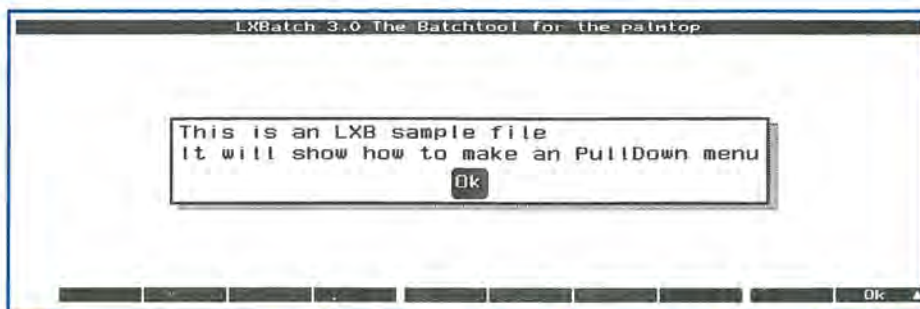 LXBatch 3.0 The Batchtool for the palmtop
This is an LXB sample file
It will show how to make an PullDown menu
Ok
Ok